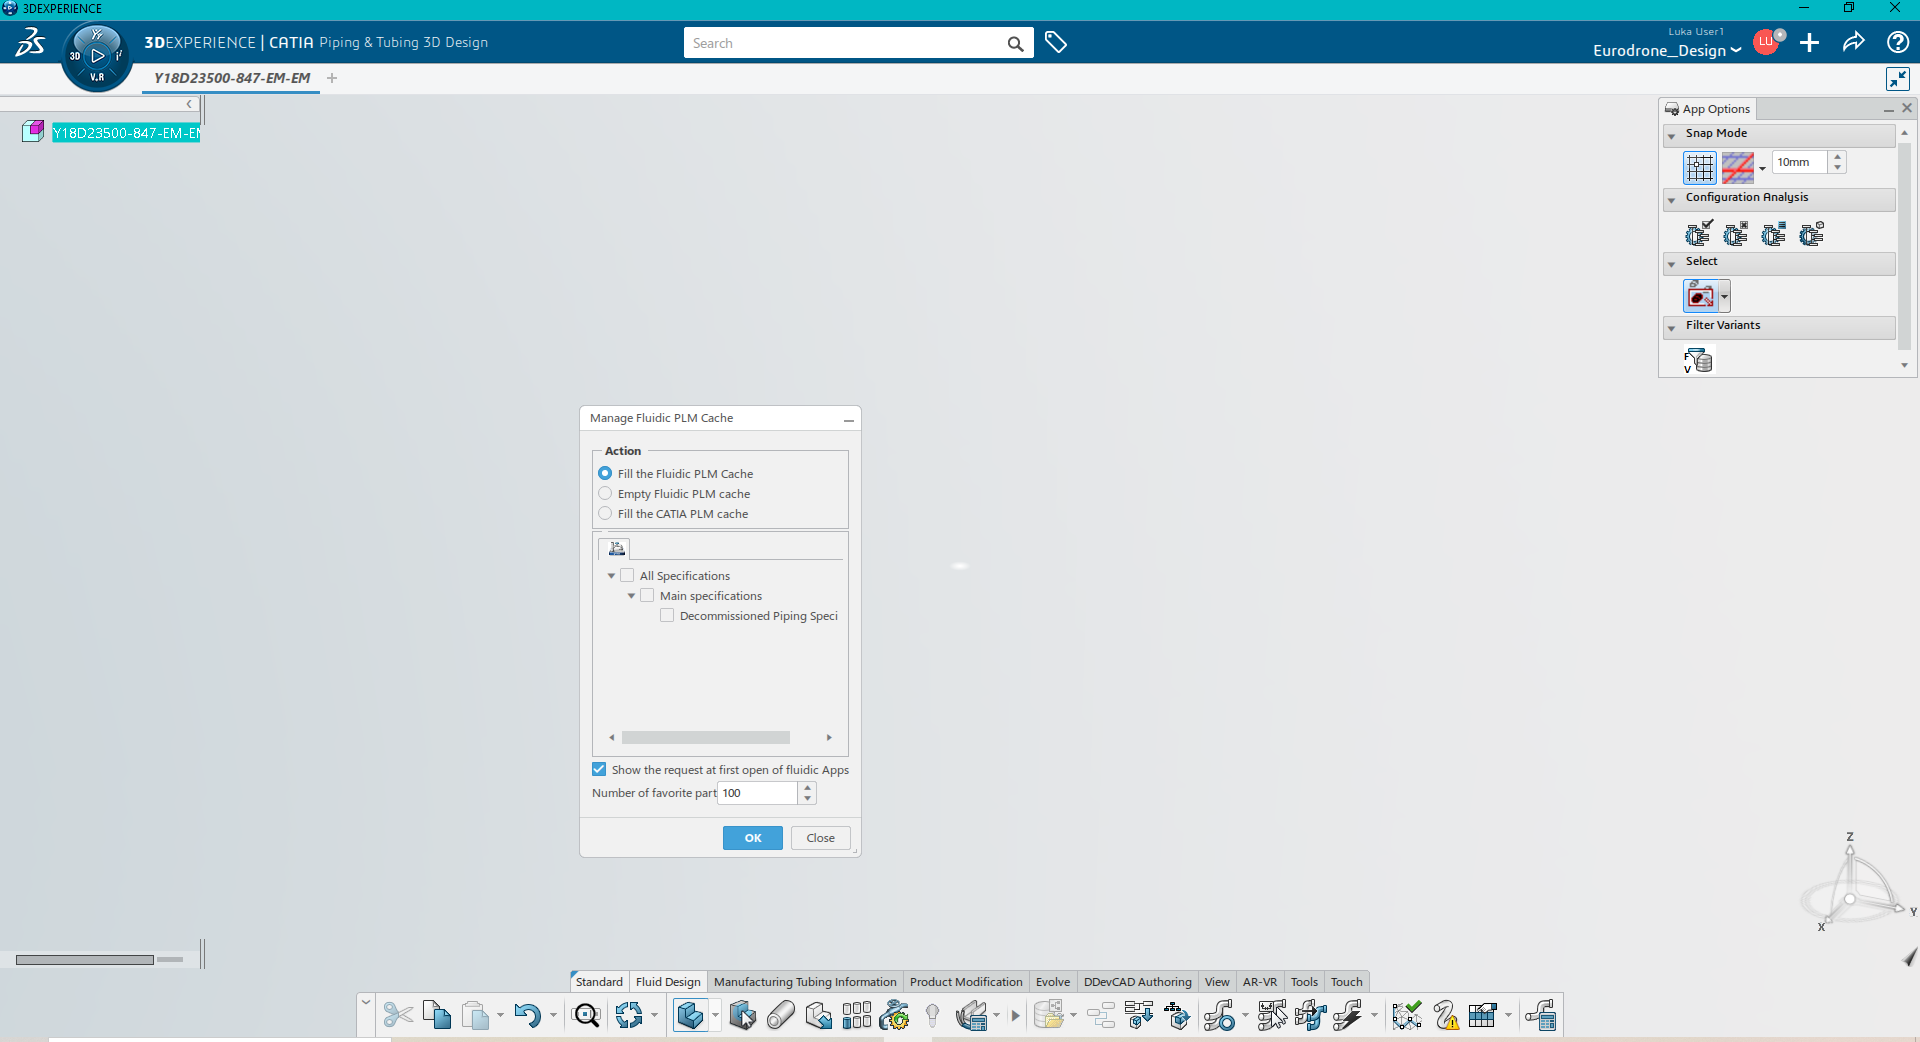 3DEXPERIENCE
3DEXPERIENCE | CATIA Piping & Tubing 3D Design
3D
V.R
Search
Luka User1
Eurodrone_Design
LU
Y18D23500-847-EM-EM
Y18D23500-847-EM-EM
App Options
Snap Mode
10mm
Configuration Analysis
Select
Filter Variants
F
V
Manage Fluidic PLM Cache
Action
Fill the Fluidic PLM Cache
Empty Fluidic PLM cache
Fill the CATIA PLM cache
All Specifications
Main specifications
Decommissioned Piping Speci
Show the request at first open of fluidic Apps
Number of favorite part 100
OK Close
Z
Y
X
Standard Fluid Design Manufacturing Tubing Information Product Modification Evolve DDevCAD Authoring View AR-VR Tools Touch